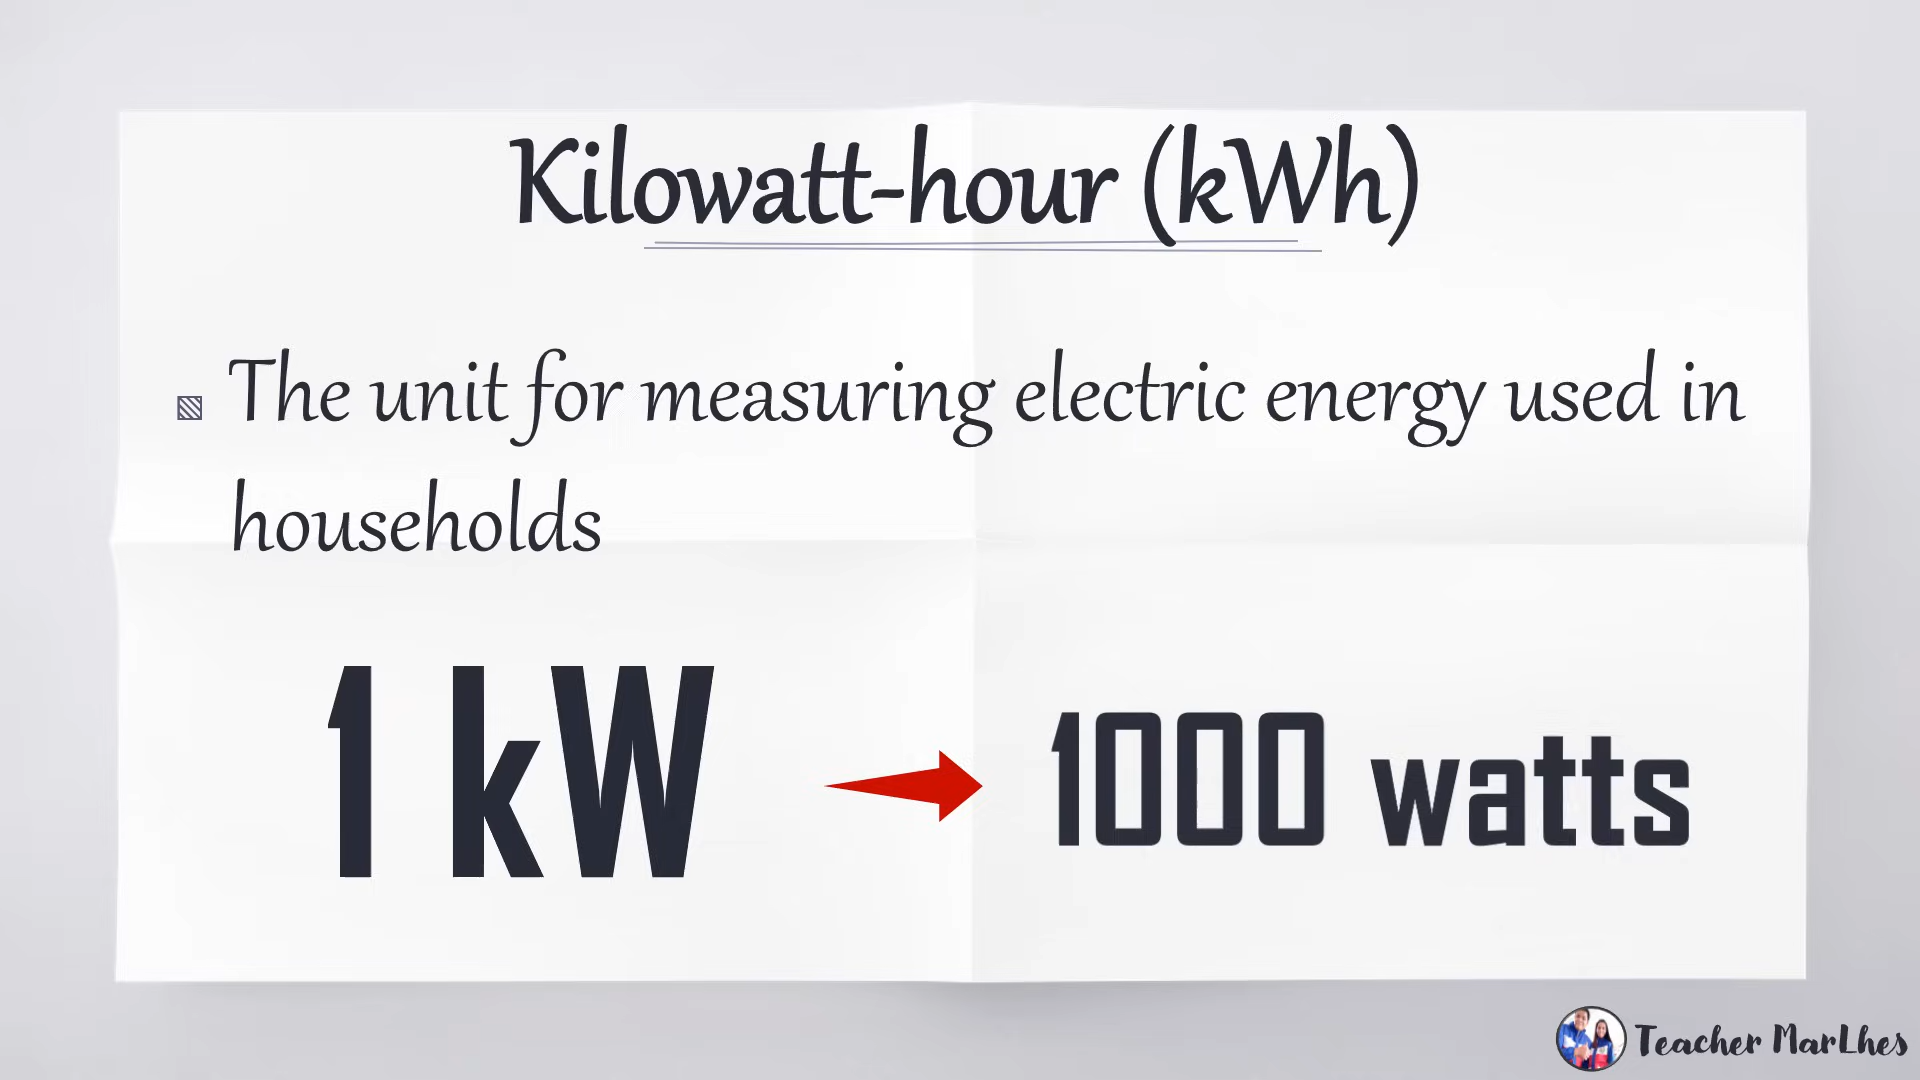 Kilowatt-hour (kWh)
The unit for measuring electric energy used in
households
1 kW
1000 watts
Teacher MarLhes